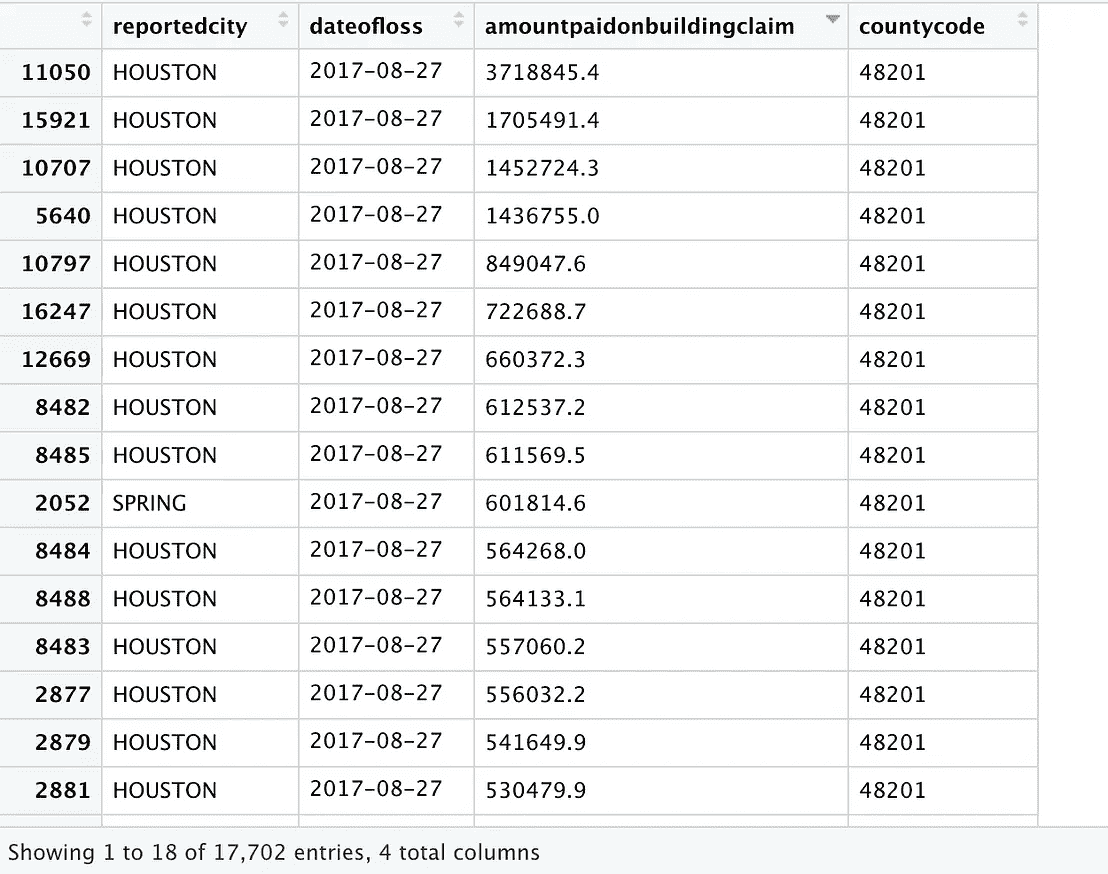 reportedcity dateofloss amountpaidonbuildingclaim countycode
11050 HOUSTON 2017-08-27 3718845.4 48201
15921 HOUSTON 2017-08-27 1705491.4 48201
10707 HOUSTON 2017-08-27 1452724.3 48201
5640 HOUSTON 2017-08-27 1436755.0 48201
10797 HOUSTON 2017-08-27 849047.6 48201
16247 HOUSTON 2017-08-27 722688.7 48201
12669 HOUSTON 2017-08-27 660372.3 48201
8482 HOUSTON 2017-08-27 612537.2 48201
8485 HOUSTON 2017-08-27 611569.5 48201
2052 SPRING 2017-08-27 601814.6 48201
8484 HOUSTON 2017-08-27 564268.0 48201
8488 HOUSTON 2017-08-27 564133.1 48201
8483 HOUSTON 2017-08-27 557060.2 48201
2877 HOUSTON 2017-08-27 556032.2 48201
2879 HOUSTON 2017-08-27 541649.9 48201
2881 HOUSTON 2017-08-27 530479.9 48201
Showing 1 to 18 of 17,702 entries, 4 total columns